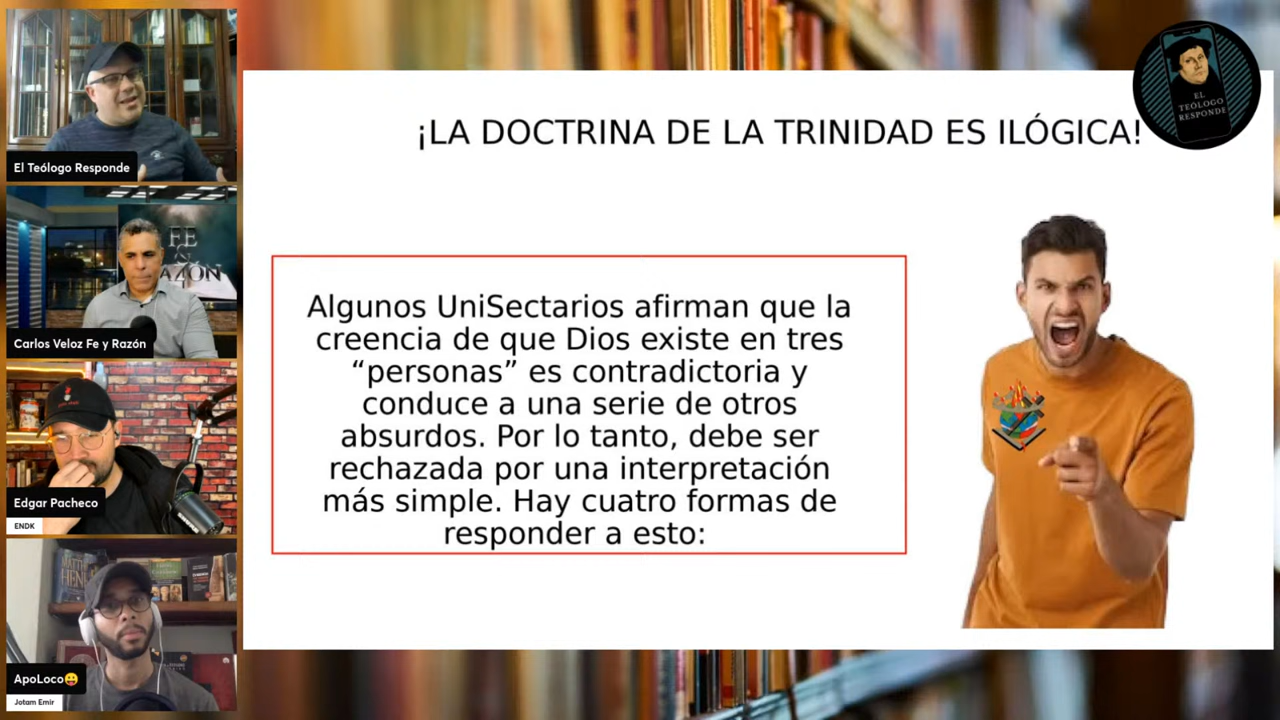 El Teólogo Responde
FE
&
RAZÓN
Carlos Veloz Fe y Razón
Edgar Pacheco
ENDK
MATTHEW
HENRY
ApoLoco😛
Jotam Emir
¡LA DOCTRINA DE LA TRINIDAD ES ILÓGICA!
EL
TEÓLOGO
RESPONDE
Algunos UniSectarios afirman que la
creencia de que Dios existe en tres
“personas” es contradictoria y
conduce a una serie de otros
absurdos. Por lo tanto, debe ser
rechazada por una interpretación
más simple. Hay cuatro formas de
responder a esto: